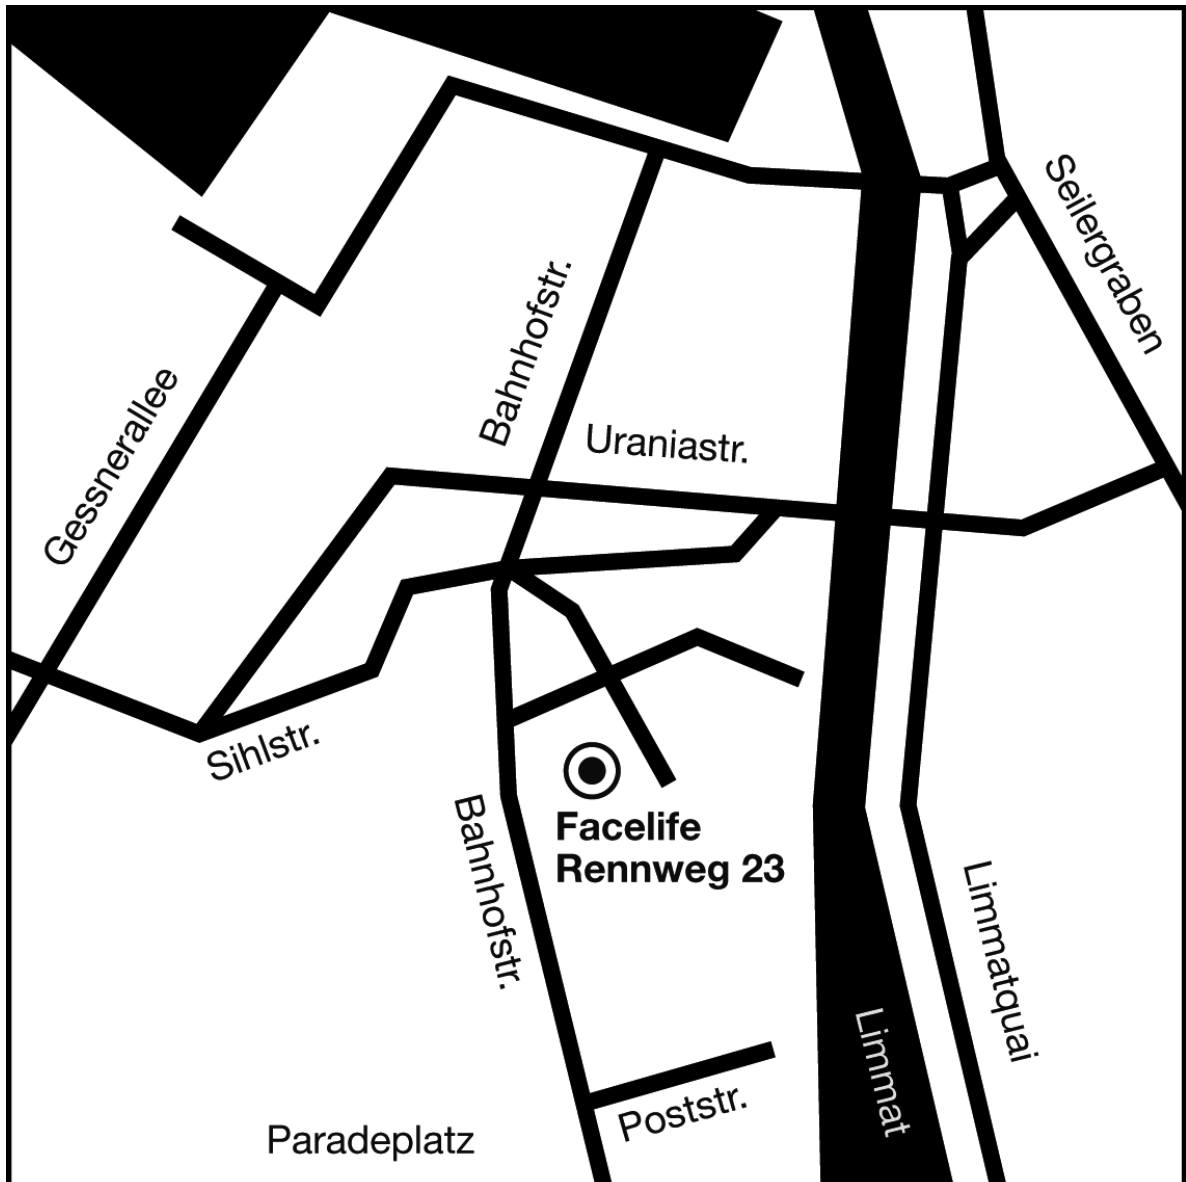 Seilergraben
Bahnhofstr.
Gessnerallee
Uraniastr.
Sihlstr.
Facelife
Rennweg 23
Bahnhofstr.
Limmatquai
Limmat
Poststr.
Paradeplatz